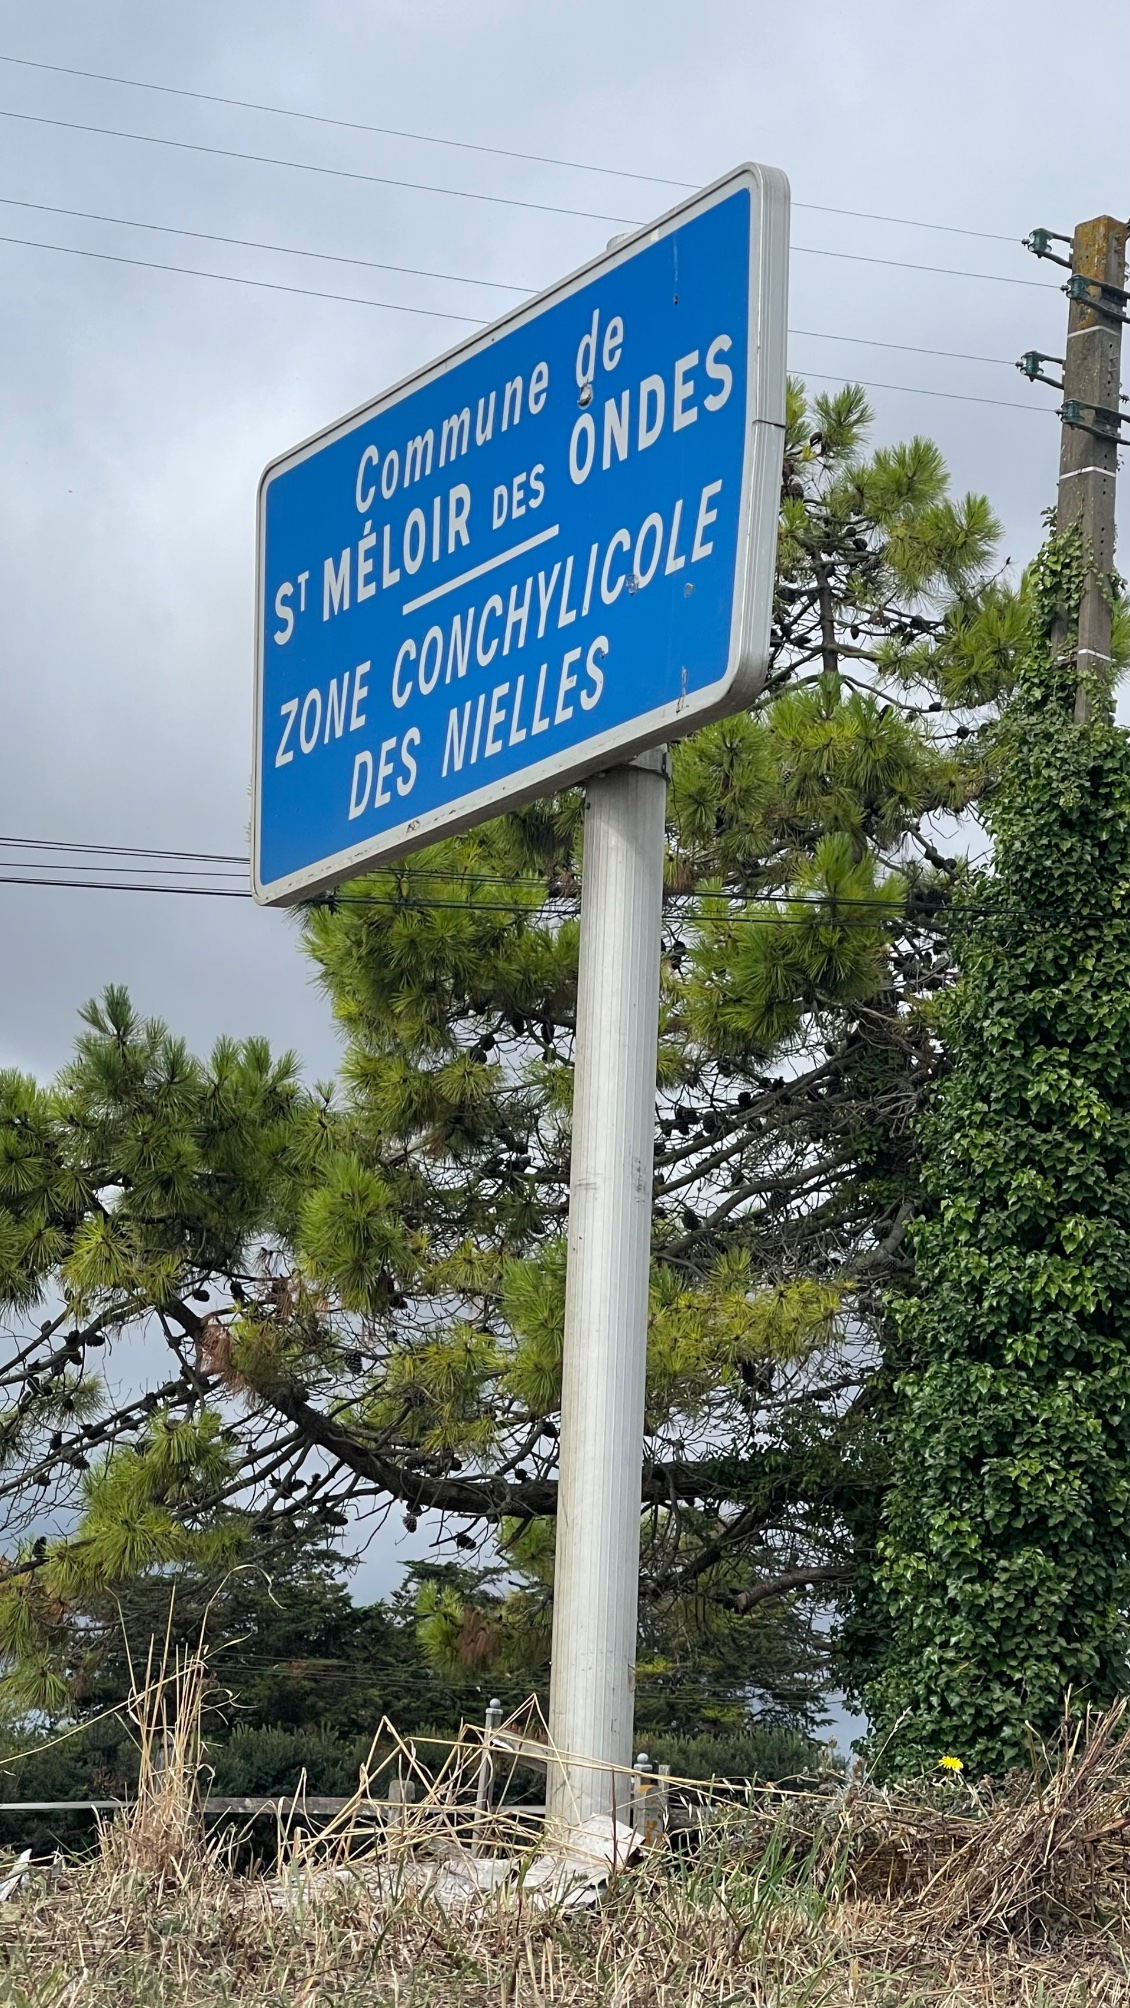 Commune de
ST MÉLOIR DES ONDES
ZONE CONCHYLICOLE
DES NIELLES